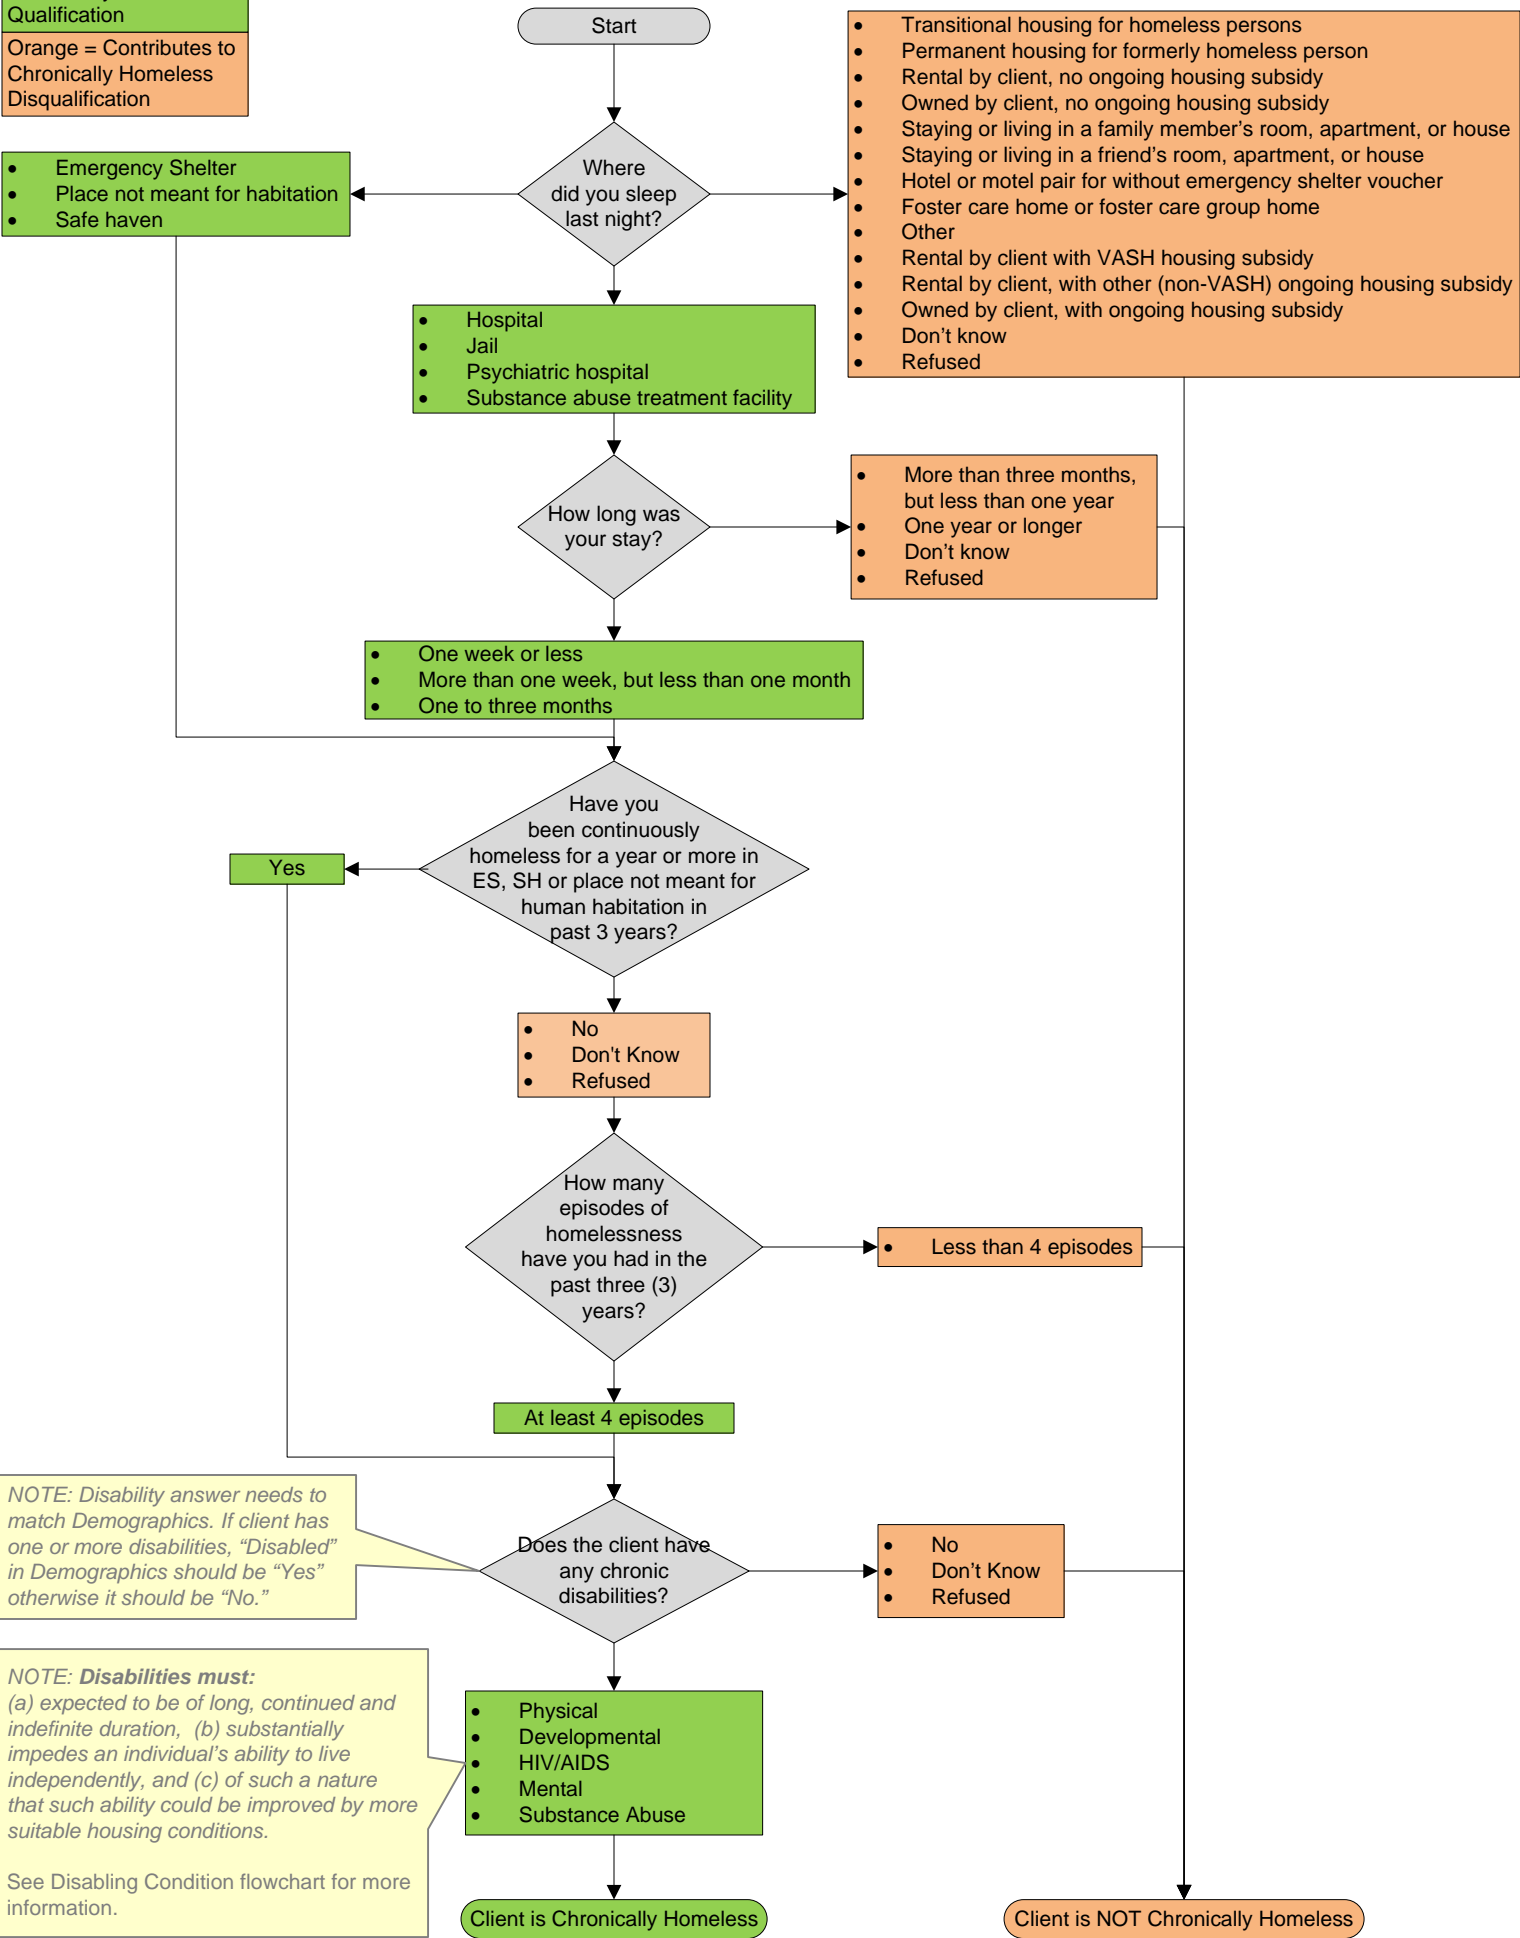 Qualification
Orange = Contributes to
Chronically Homeless
Disqualification
Start
• Transitional housing for homeless persons
• Permanent housing for formerly homeless person
• Rental by client, no ongoing housing subsidy
• Owned by client, no ongoing housing subsidy
• Staying or living in a family member's room, apartment, or house
• Staying or living in a friend's room, apartment, or house
• Hotel or motel pair for without emergency shelter voucher
• Foster care home or foster care group home
• Other
• Rental by client with VASH housing subsidy
• Rental by client, with other (non-VASH) ongoing housing subsidy
• Owned by client, with ongoing housing subsidy
• Don't know
• Refused
Where
did you sleep
last night?
• Emergency Shelter
• Place not meant for habitation
• Safe haven
• Hospital
• Jail
• Psychiatric hospital
• Substance abuse treatment facility
How long was
your stay?
• More than three months,
but less than one year
• One year or longer
• Don't know
• Refused
• One week or less
• More than one week, but less than one month
• One to three months
Have you
been continuously
homeless for a year or more in
ES, SH or place not meant for
human habitation in
past 3 years?
Yes
• No
• Don't Know
• Refused
How many
episodes of
homelessness
have you had in the
past three (3)
years?
• Less than 4 episodes
At least 4 episodes
NOTE: Disability answer needs to
match Demographics. If client has
one or more disabilities, “Disabled”
in Demographics should be “Yes”
otherwise it should be “No.”
Does the client have
any chronic
disabilities?
• No
• Don't Know
• Refused
NOTE: Disabilities must:
(a) expected to be of long, continued and
indefinite duration, (b) substantially
impedes an individual's ability to live
independently, and (c) of such a nature
that such ability could be improved by more
suitable housing conditions.
See Disabling Condition flowchart for more
information.
• Physical
• Developmental
• HIV/AIDS
• Mental
• Substance Abuse
Client is Chronically Homeless
Client is NOT Chronically Homeless